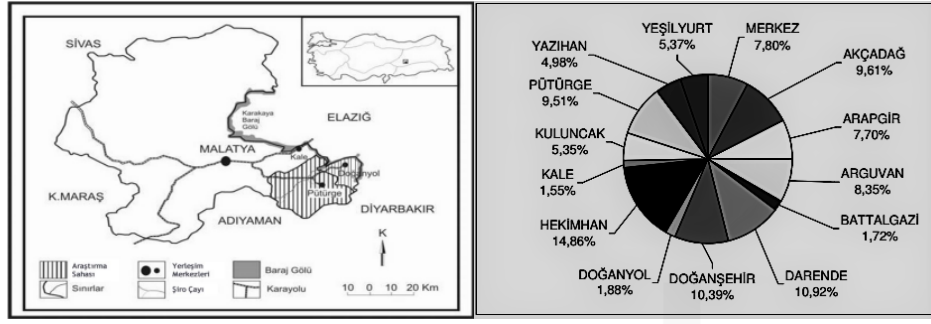 SİVAS
Karakaya
Baraj
Gölü
ELAZIĞ
MALATYA
Kale
Doğanyol
Pütürge
K.MARAŞ
ADIYAMAN
DİYARBAKIR
K
Araştırma
Sahası
Yerleşim
Merkezleri
Baraj Gölü
Sınırlar
Şiro Çayı
Karayolu
10 0 10 20 Km
YEŞİLYURT
5,37%
MERKEZ
7,80%
YAZIHAN
4,98%
AKÇADAĞ
9,61%
PÜTÜRGE
9,51%
ARAPGİR
7,70%
KULUNCAK
5,35%
KALE
1,55%
ARGUVAN
8,35%
HEKİMHAN
14,86%
BATTALGAZİ
1,72%
DOĞANYOL
1,88%
DOĞANŞEHİR
10,39%
DARENDE
10,92%